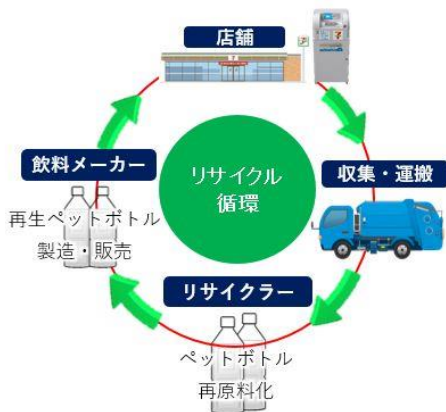 店舗
飲料メーカー
再生ペットボトル
製造・販売
リサイクル
循環
収集・運搬
リサイクラー
ペットボトル
再原料化